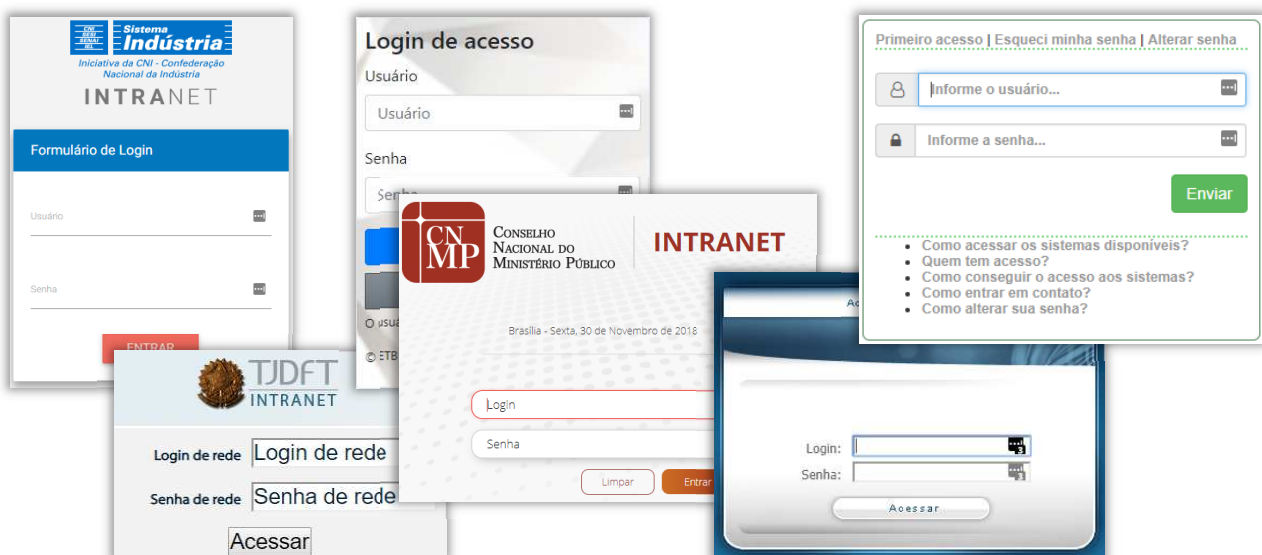 CNI
SESI
SENAI
IEL
Sistema
Indústria
Iniciativa da CNI - Confederação
Nacional da Indústria
INTRANET
Formulário de Login
Usuário
Senha
ENTRAR
Login de acesso
Usuário
Usuário
Senha
Senha
O usuá
© ETB
Primeiro acesso | Esqueci minha senha | Alterar senha
Informe o usuário...
Informe a senha...
Enviar
Como acessar os sistemas disponíveis?
Quem tem acesso?
Como conseguir o acesso aos sistemas?
Como entrar em contato?
Como alterar sua senha?
CNMP
Conselho
Nacional do
Ministério Público
INTRANET
Brasília - Sexta, 30 de Novembro de 2018
Login
Senha
Limpar
Entrar
TJDFT
INTRANET
Login de rede Login de rede
Senha de rede Senha de rede
Acessar
Login:
Senha:
Acessar